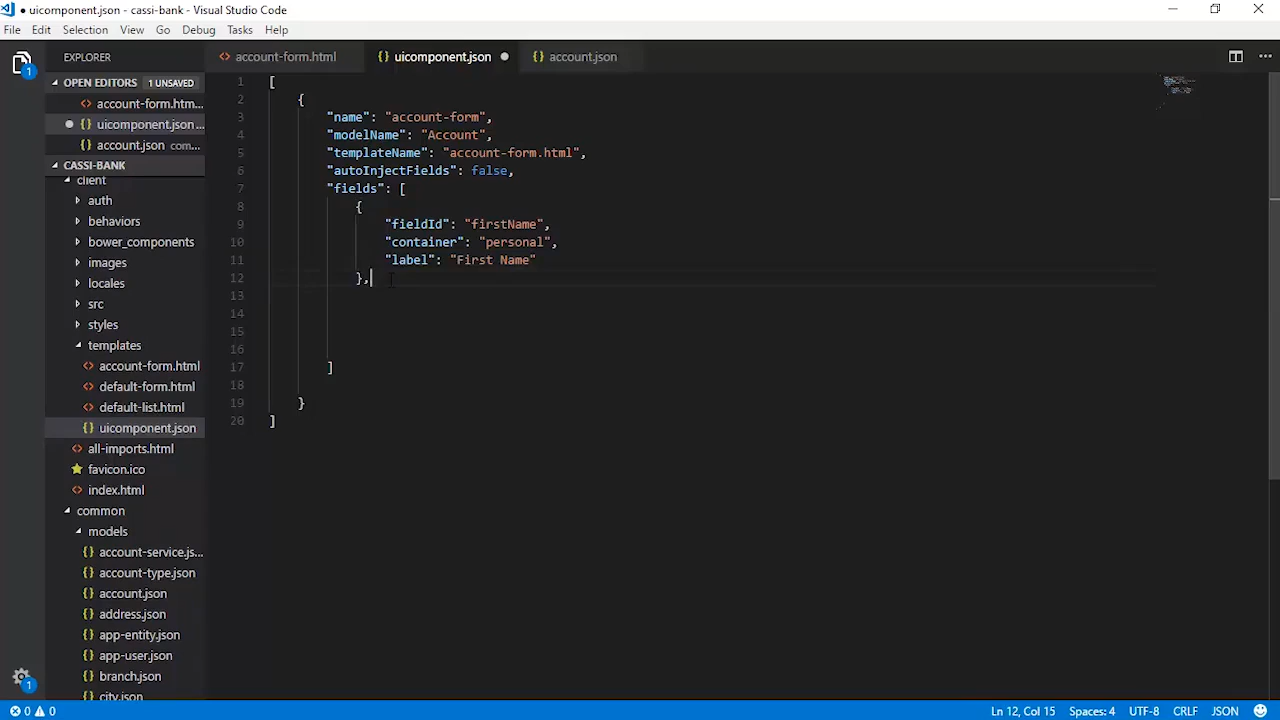 ● uicomponent.json - cassi-bank - Visual Studio Code
File Edit Selection View Go Debug Tasks Help
EXPLORER
account-form.html
{} uicomponent.json ●
{} account.json
OPEN EDITORS 1 UNSAVED
account-form.htm...
● {} uicomponent.json ...
{} account.json com...
CASSI-BANK
client
auth
behaviors
bower_components
images
locales
src
styles
templates
account-form.html
default-form.html
default-list.html
{} uicomponent.json
all-imports.html
favicon.ico
index.html
common
models
{} account-service.js...
{} account-type.json
{} account.json
{} address.json
{} app-entity.json
{} app-user.json
{} branch.json
{} city.json
1
1
1 [
2 {
3 "name": "account-form",
4 "modelName": "Account",
5 "templateName": "account-form.html",
6 "autoInjectFields": false,
7 "fields": [
8 {
9 "fieldId": "firstName",
10 "container": "personal",
11 "label": "First Name"
12 },
13
14
15
16
17 ]
18
19 }
20 ]
0 0
Ln 12, Col 15 Spaces: 4 UTF-8 CRLF JSON